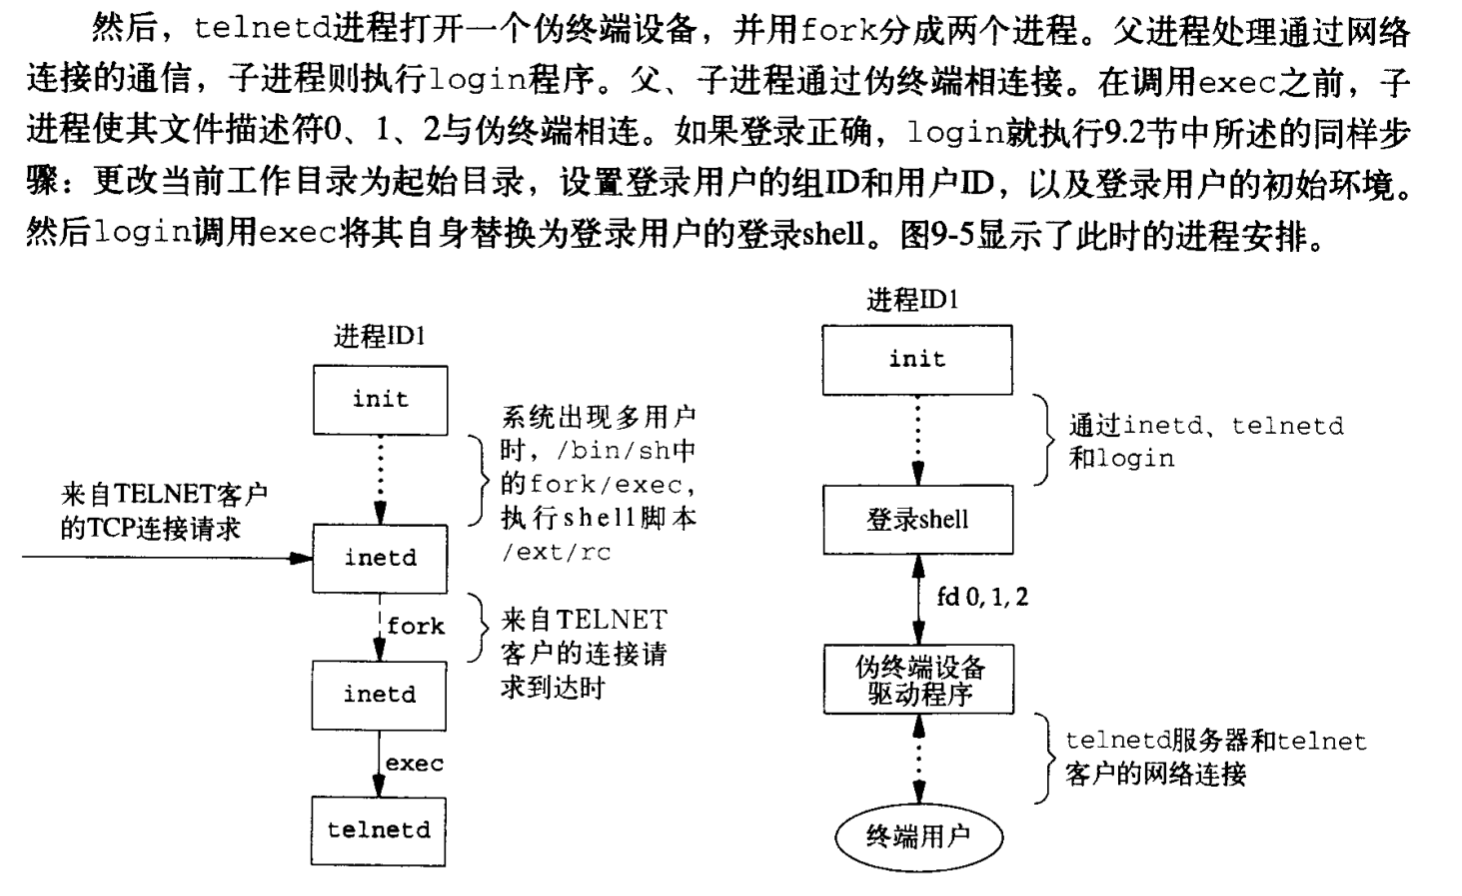 然后，telnetd进程打开一个伪终端设备，并用fork分成两个进程。父进程处理通过网络
连接的通信，子进程则执行login程序。父、子进程通过伪终端相连接。在调用exec之前，子
进程使其文件描述符0、1、2与伪终端相连。如果登录正确，login就执行9.2节中所述的同样步
骤：更改当前工作目录为起始目录，设置登录用户的组ID和用户ID，以及登录用户的初始环境。
然后login调用exec将其自身替换为登录用户的登录shell。图9-5显示了此时的进程安排。
进程ID1
init
系统出现多用户
时，/bin/sh中
的fork/exec，
执行shell脚本
/ext/rc
来自TELNET客户
的TCP连接请求
inetd
fork
来自TELNET
客户的连接请
求到达时
inetd
exec
telnetd
进程ID1
init
通过inetd、telnetd
和login
登录shell
fd 0, 1, 2
伪终端设备
驱动程序
telnetd服务器和telnet
客户的网络连接
终端用户